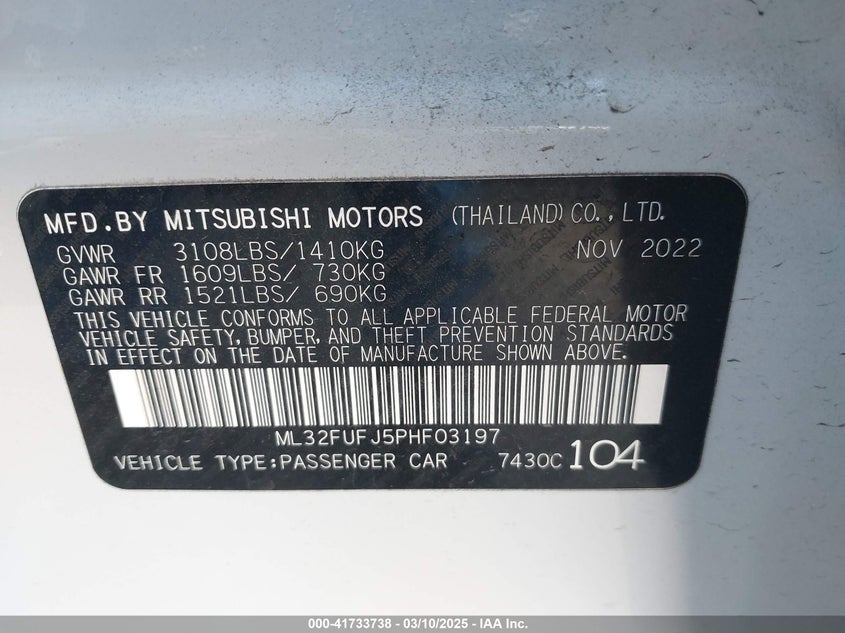 MFD.BY MITSUBISHI MOTORS (THAILAND) CO.,LTD.
GVWR 3108LBS/1410KG NOV 2022
GAWR FR 1609LBS/ 730KG
GAWR RR 1521LBS/ 690KG
THIS VEHICLE CONFORMS TO ALL APPLICABLE FEDERAL MOTOR
VEHICLE SAFETY, BUMPER, AND THEFT PREVENTION STANDARDS
IN EFFECT ON THE DATE OF MANUFACTURE SHOWN ABOVE.
ML32FUFJ5PHF03197
VEHICLE TYPE:PASSENGER CAR 7430C 104
000-41733738 - 03/10/2025 - IAA Inc.